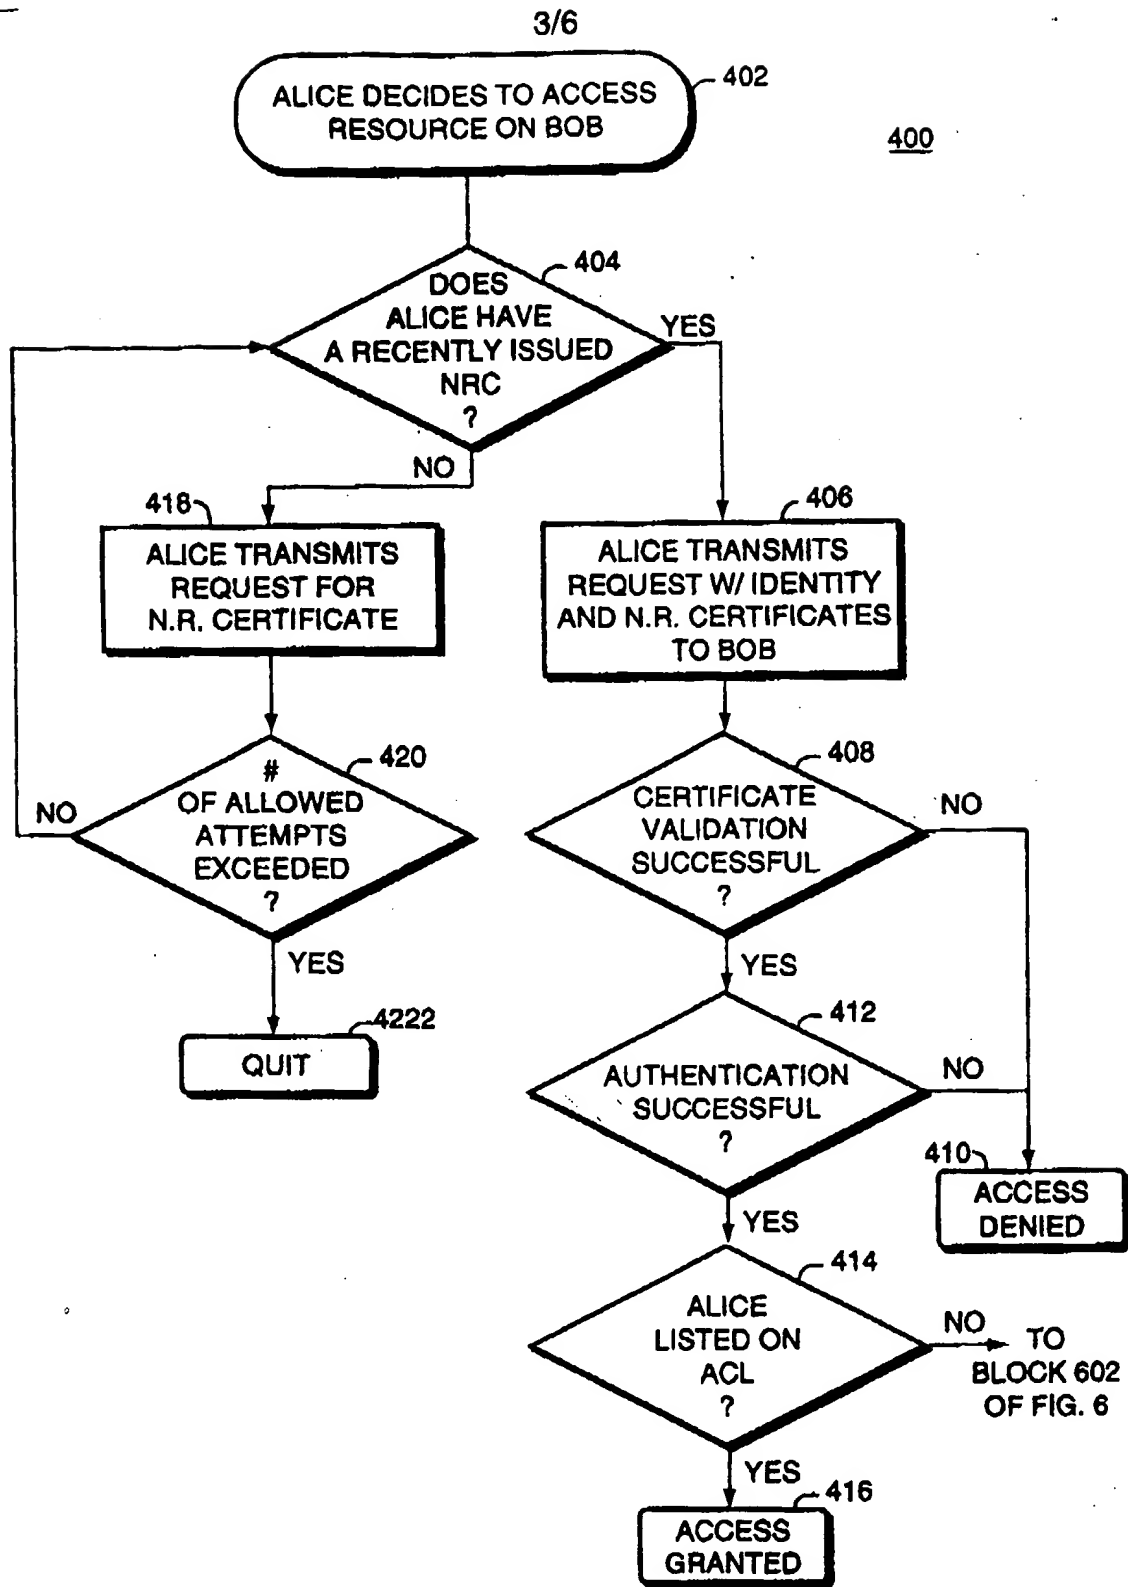 3/6
ALICE DECIDES TO ACCESS
RESOURCE ON BOB
402
400
404
DOES
ALICE HAVE
A RECENTLY ISSUED
NRC
?
YES
NO
418
ALICE TRANSMITS
REQUEST FOR
N.R. CERTIFICATE
406
ALICE TRANSMITS
REQUEST W/ IDENTITY
AND N.R. CERTIFICATES
TO BOB
420
#
OF ALLOWED
ATTEMPTS
EXCEEDED
?
NO
YES
4222
QUIT
408
CERTIFICATE
VALIDATION
SUCCESSFUL
?
NO
YES
412
AUTHENTICATION
SUCCESSFUL
?
NO
YES
410
ACCESS
DENIED
414
ALICE
LISTED ON
ACL
?
NO
TO
BLOCK 602
OF FIG. 6
YES
416
ACCESS
GRANTED